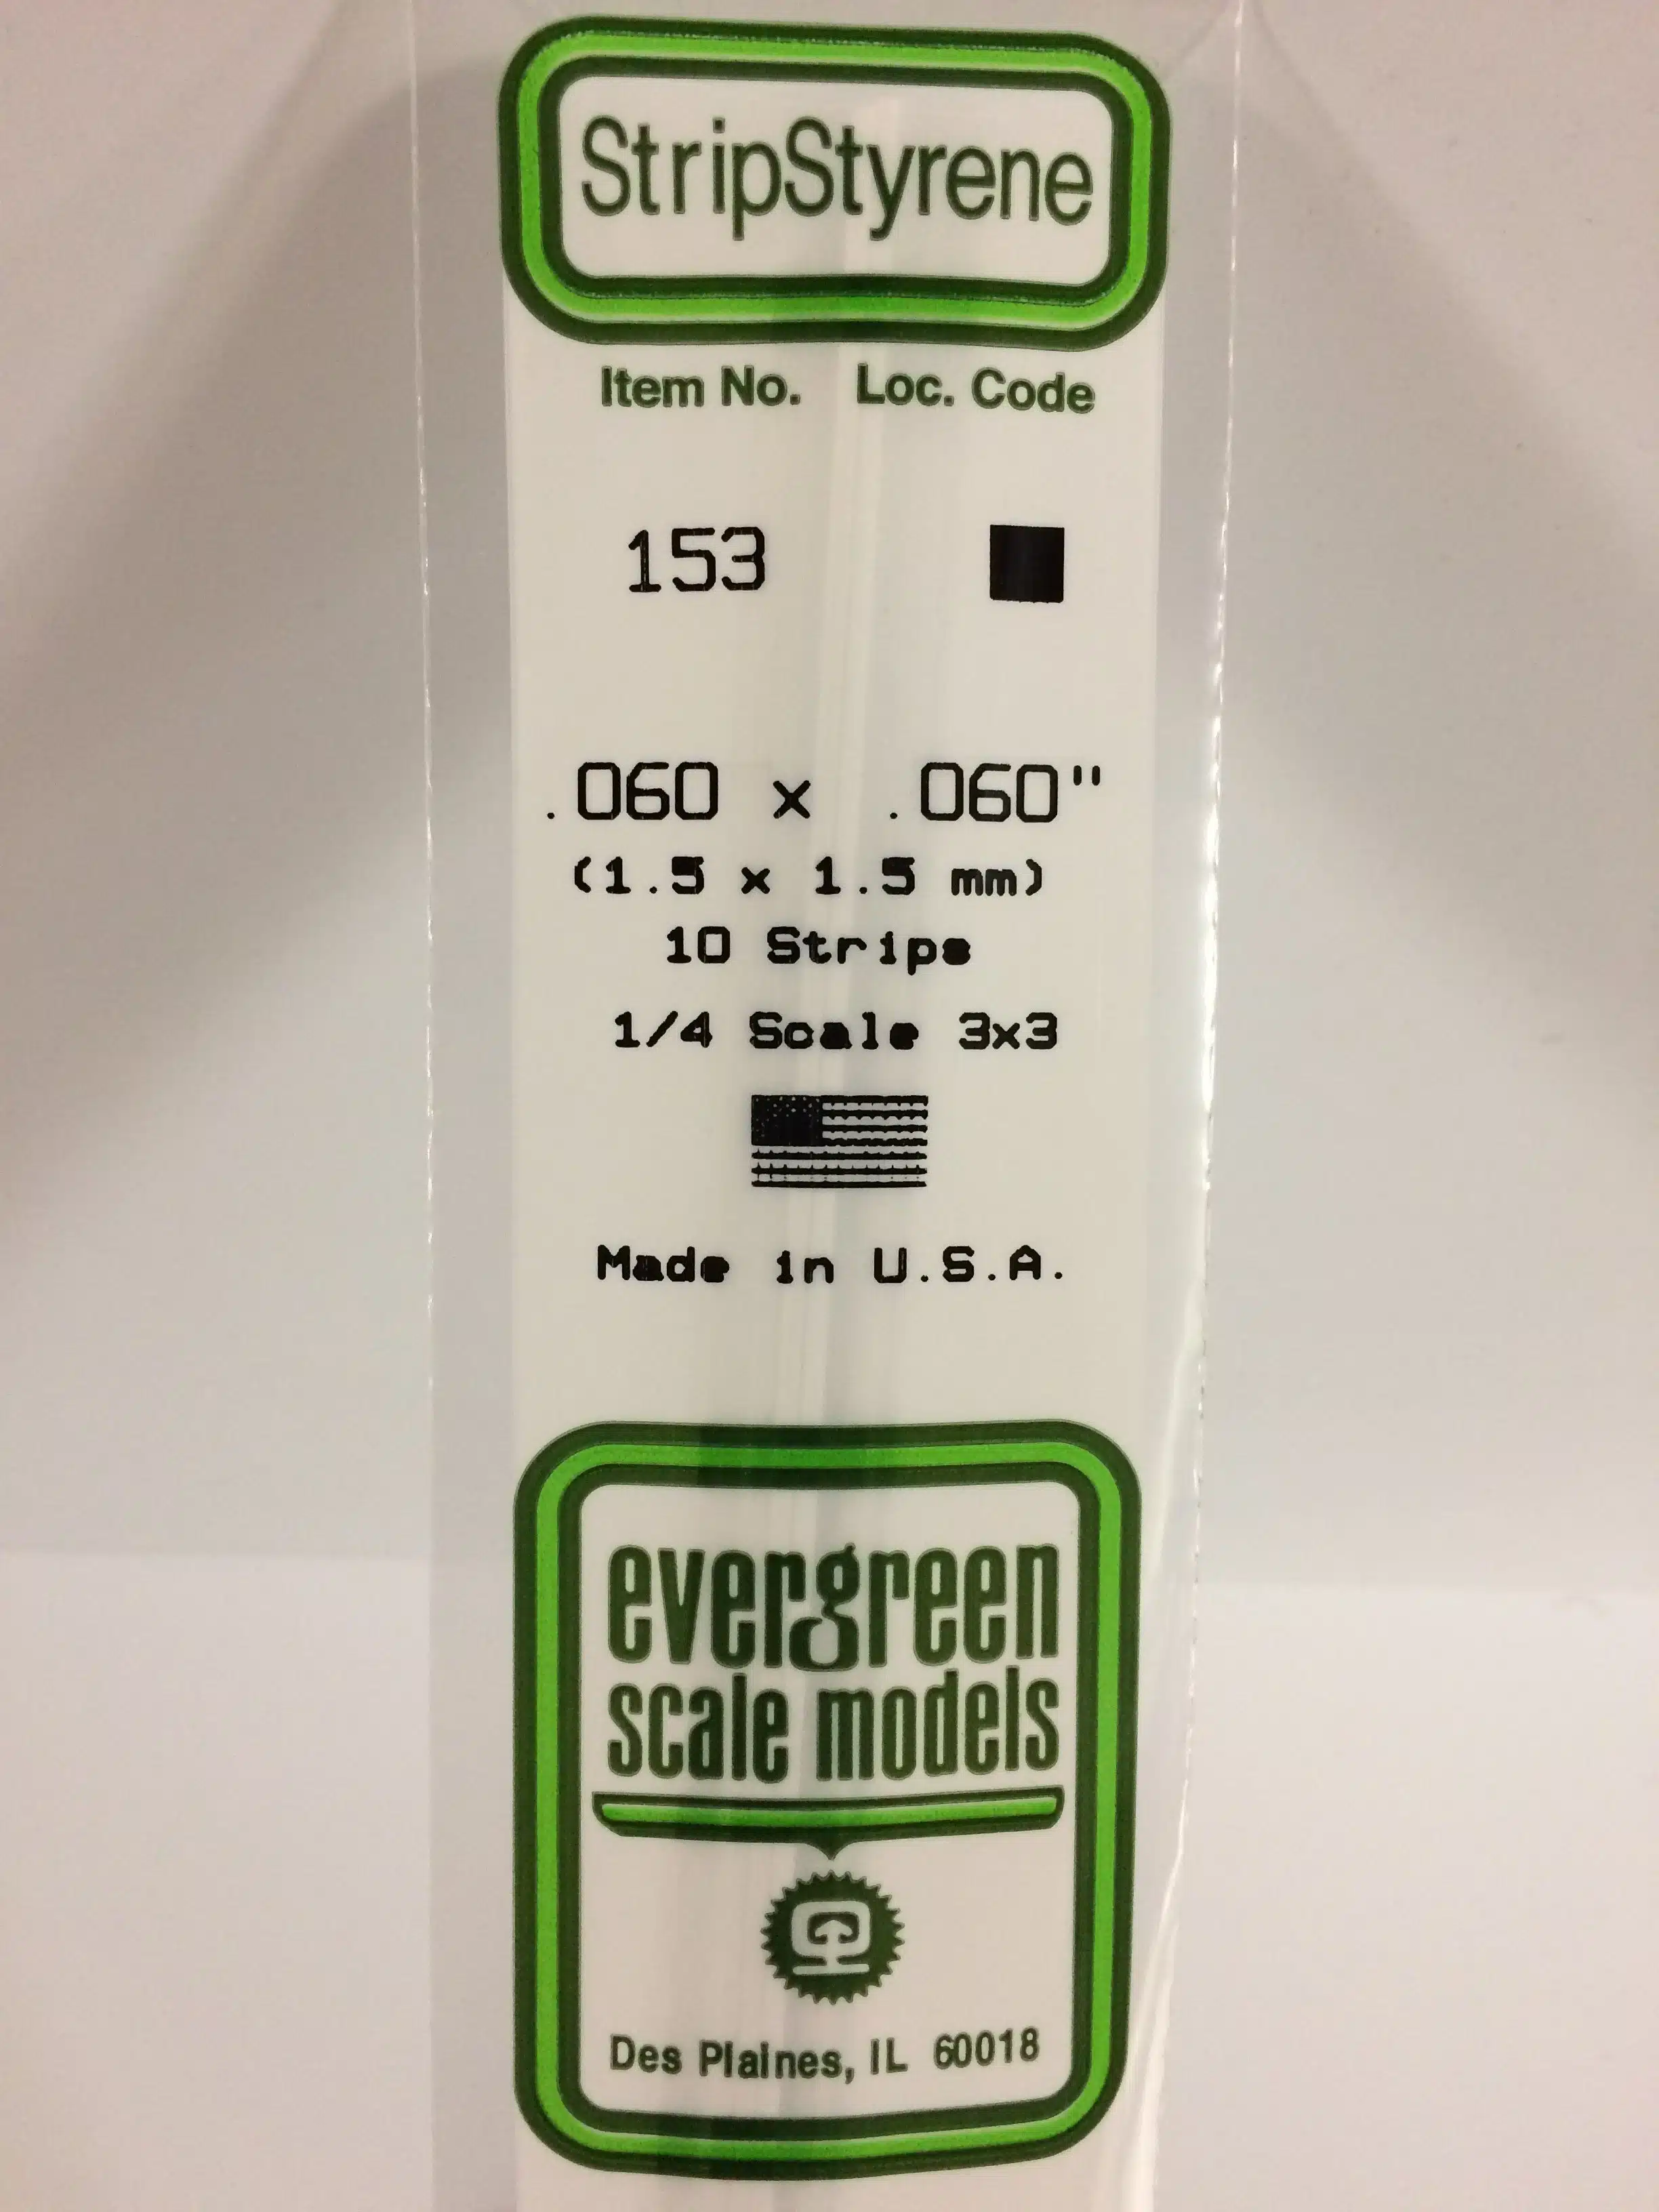 StripStyrene
Item No. Loc. Code
153
.060 x .060"
(1.5 x 1.5 mm)
10 Strips
1/4 Scale 3x3
Made in U.S.A.
evergreen
scale models
Des Plaines, IL 60018